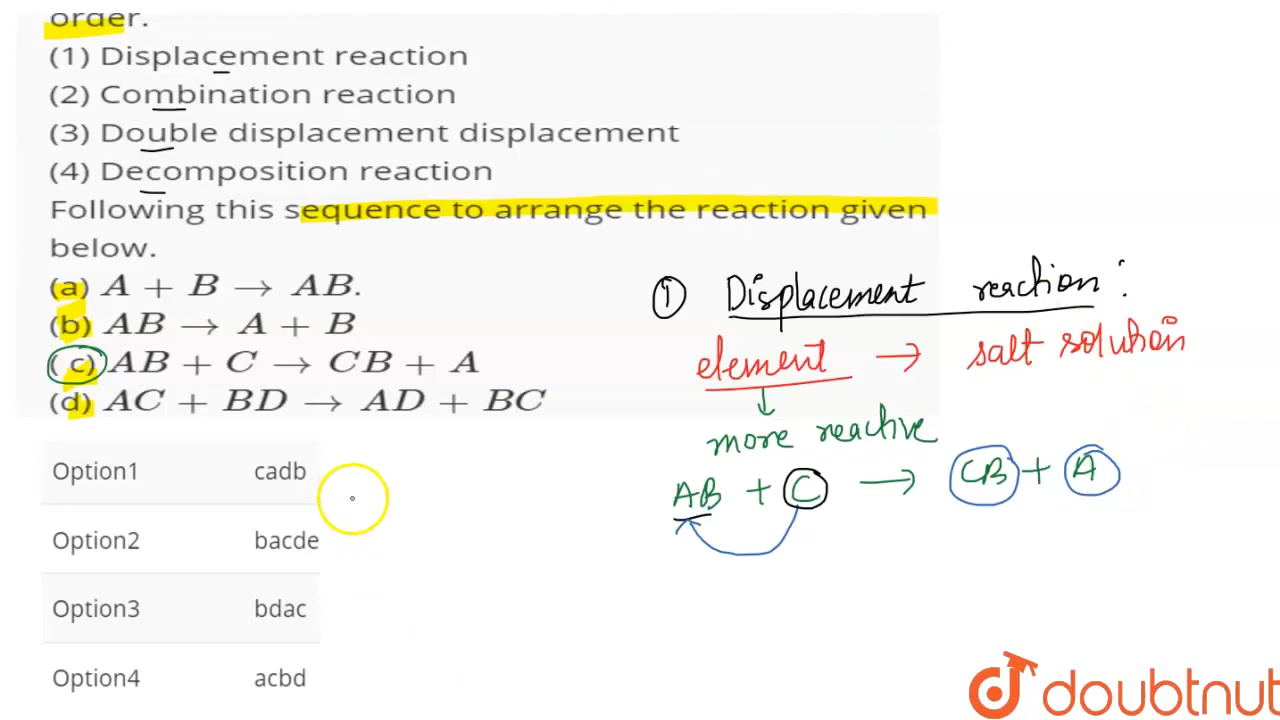 order.
(1) Displacement reaction
(2) Combination reaction
(3) Double displacement displacement
(4) Decomposition reaction
Following this sequence to arrange the reaction given
below.
(a) A + B → AB.
(b) AB → A + B
( c) AB + C → CB + A
(d) AC + BD → AD + BC
Option1 cadb
Option2 bacde
Option3 bdac
Option4 acbd
① Displacement reaction :
element → salt solution
↓
more reactive
AB + C → CB + A
doubtnut